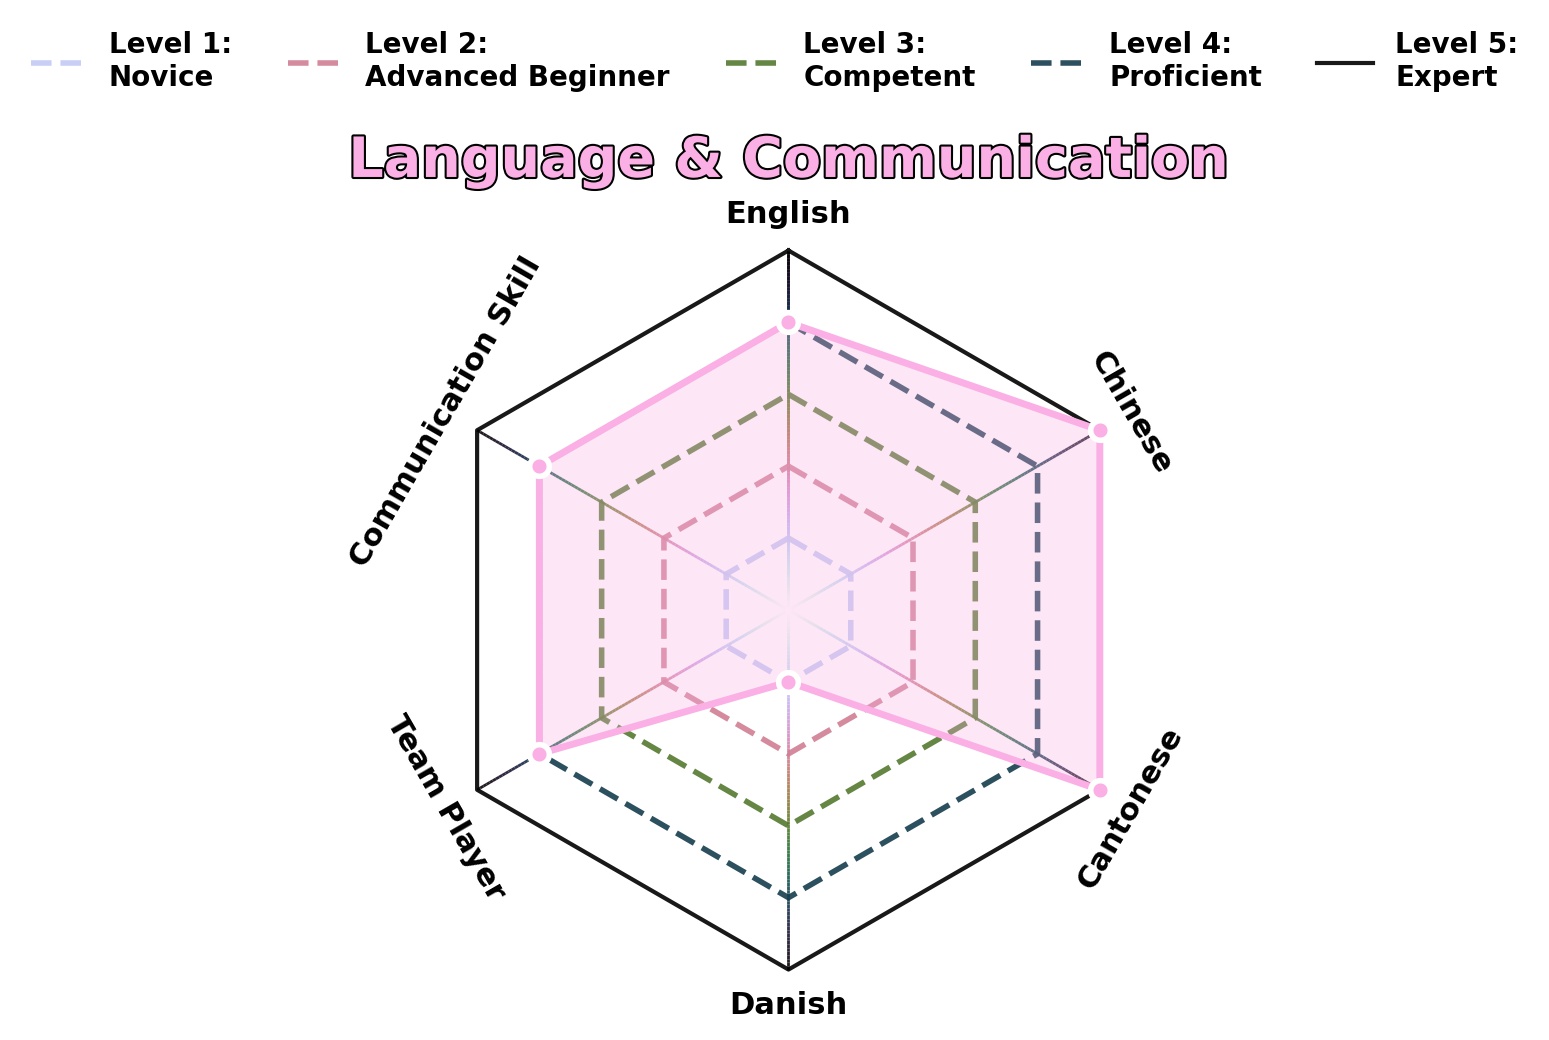 Level 1:
Novice
Level 2:
Advanced Beginner
Level 3:
Competent
Level 4:
Proficient
Level 5:
Expert
Language & Communication
English
Communication Skill
Chinese
Team Player
Cantonese
Danish